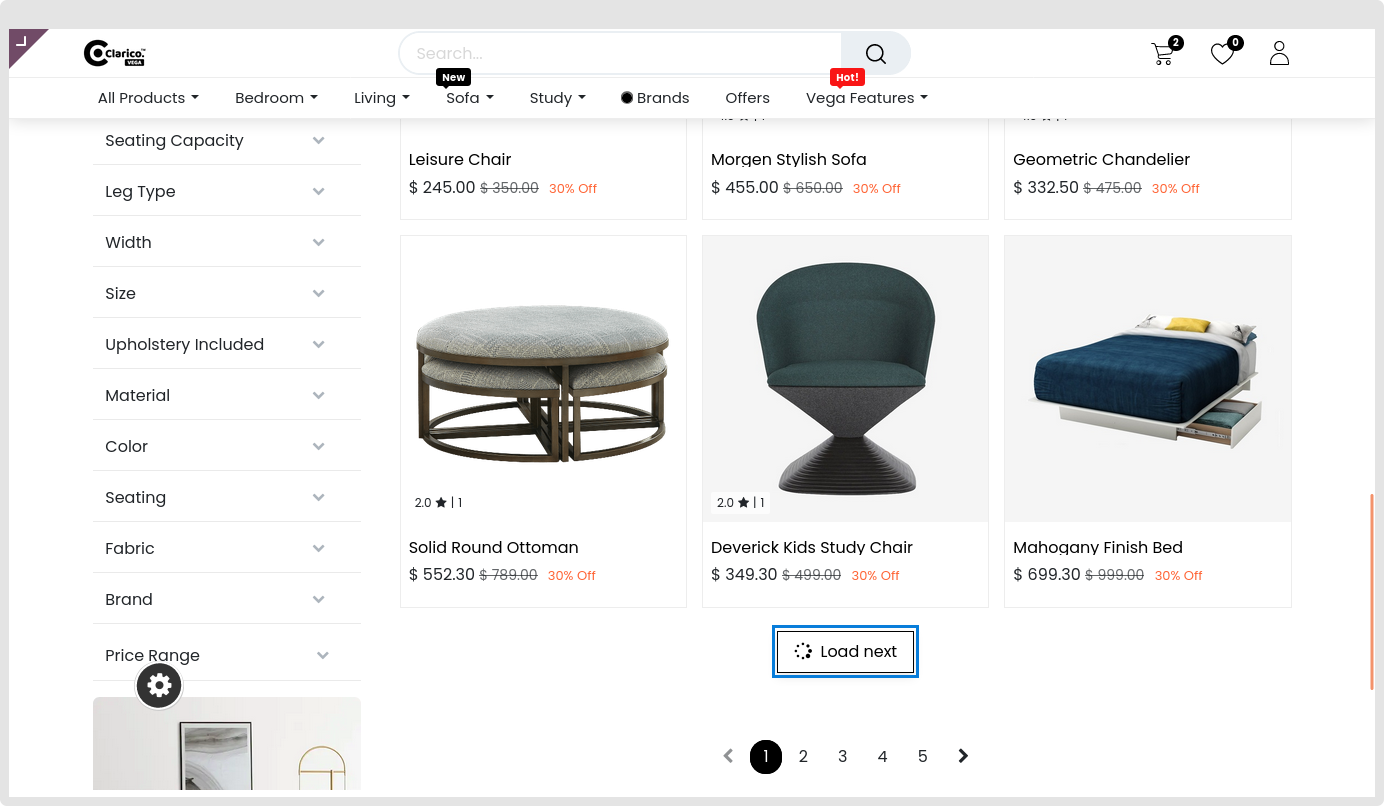 Clarico.
VEGA
Search...
2
0
New
Hot!
All Products
Bedroom
Living
Sofa
Study
Brands
Offers
Vega Features
Seating Capacity
Leg Type
Width
Size
Upholstery Included
Material
Color
Seating
Fabric
Brand
Price Range
Leisure Chair
$ 245.00 $ 350.00 30% Off
Morgen Stylish Sofa
$ 455.00 $ 650.00 30% Off
Geometric Chandelier
$ 332.50 $ 475.00 30% Off
2.0 ★ | 1
Solid Round Ottoman
$ 552.30 $ 789.00 30% Off
2.0 ★ | 1
Deverick Kids Study Chair
$ 349.30 $ 499.00 30% Off
Mahogany Finish Bed
$ 699.30 $ 999.00 30% Off
Load next
1 2 3 4 5